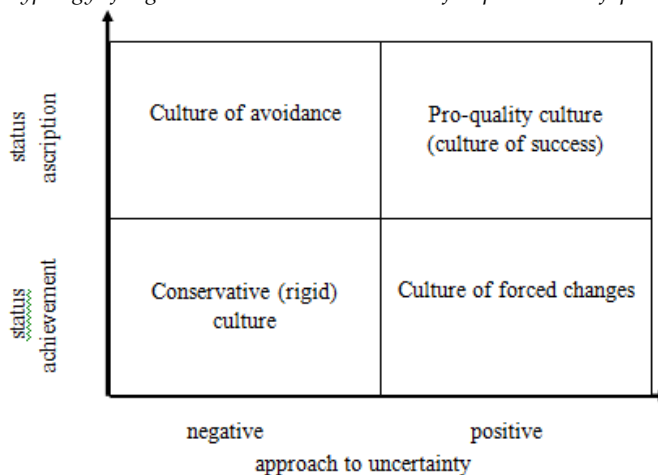 status
ascription
Culture of avoidance
Pro-quality culture
(culture of success)
status
achievement
Conservative (rigid)
culture
Culture of forced changes
negative
positive
approach to uncertainty